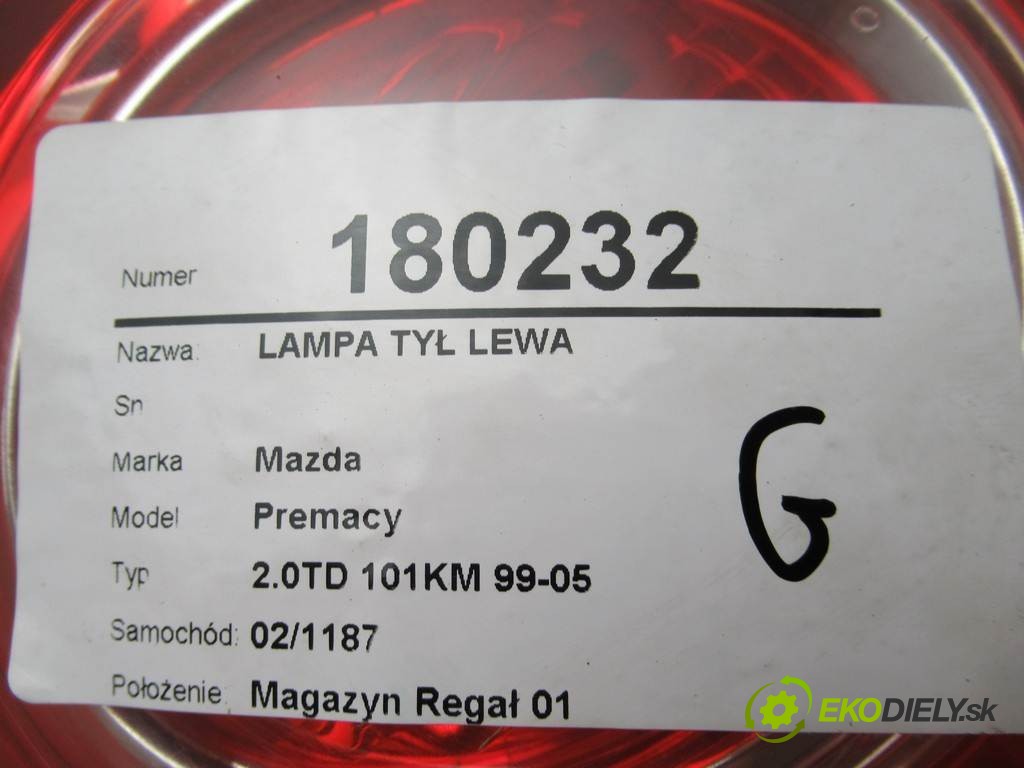 Numer 180232
Nazwa: LAMPA TYŁ LEWA
Sn
Marka Mazda
Model Premacy
Typ 2.0TD 101KM 99-05
Samochód: 02/1187
Położenie: Magazyn Regał 01
G
EKODIELY.sk